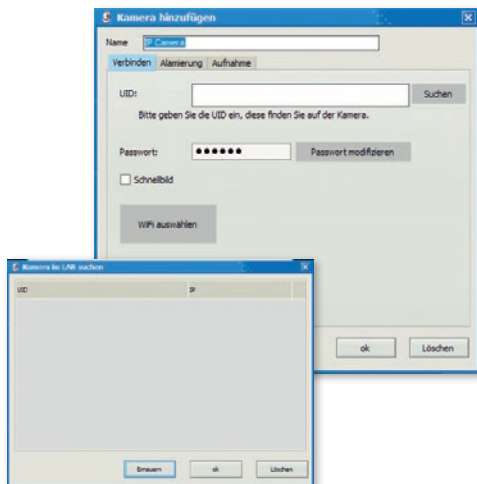 Kamera hinzufügen
Name IP Camera
Verbinden Alamierung Aufnahme
UID: Suchen
Bitte geben Sie die UID ein, diese finden Sie auf der Kamera.
Passwort: ●●●●●● Passwort modifizieren
Schnellbild
WiFi auswählen
ok Löschen
Kamera im LAN suchen
UID IP
Erneuern ok Löschen